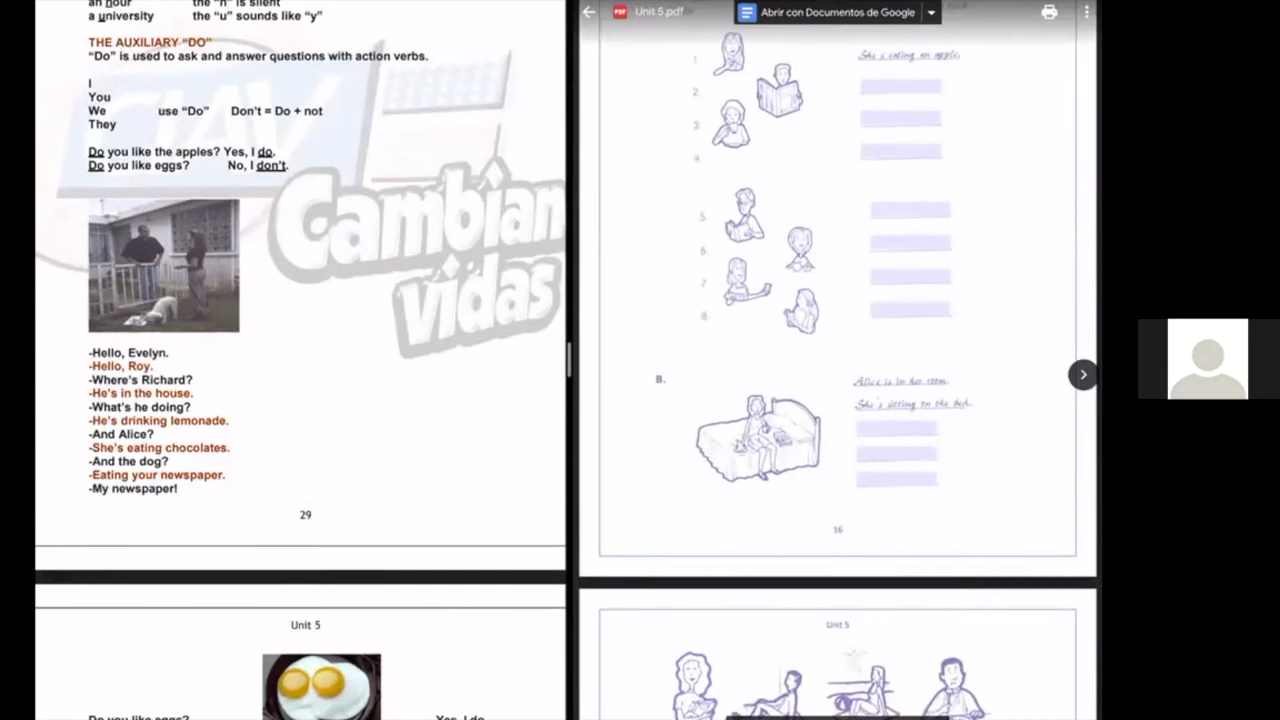 an hour the "h" is silent
a university the "u" sounds like "y"
THE AUXILIARY "DO"
"Do" is used to ask and answer questions with action verbs.
I
You
We use "Do" Don't = Do + not
They
Do you like the apples? Yes, I do.
Do you like eggs? No, I don't.
Cambian
vidas
-Hello, Evelyn.
-Hello, Roy.
-Where's Richard?
-He's in the house.
-What's he doing?
-He's drinking lemonade.
-And Alice?
-She's eating chocolates.
-And the dog?
-Eating your newspaper.
-My newspaper!
29
Unit 5
Do you like eggs? Yes, I do
PDF Unit 5.pdf Abrir con Documentos de Google
1. She's eating an apple.
2.
3.
4.
5.
6.
7
8.
B. Alice is in her room.
She's sitting on the bed.
16
Unit 5